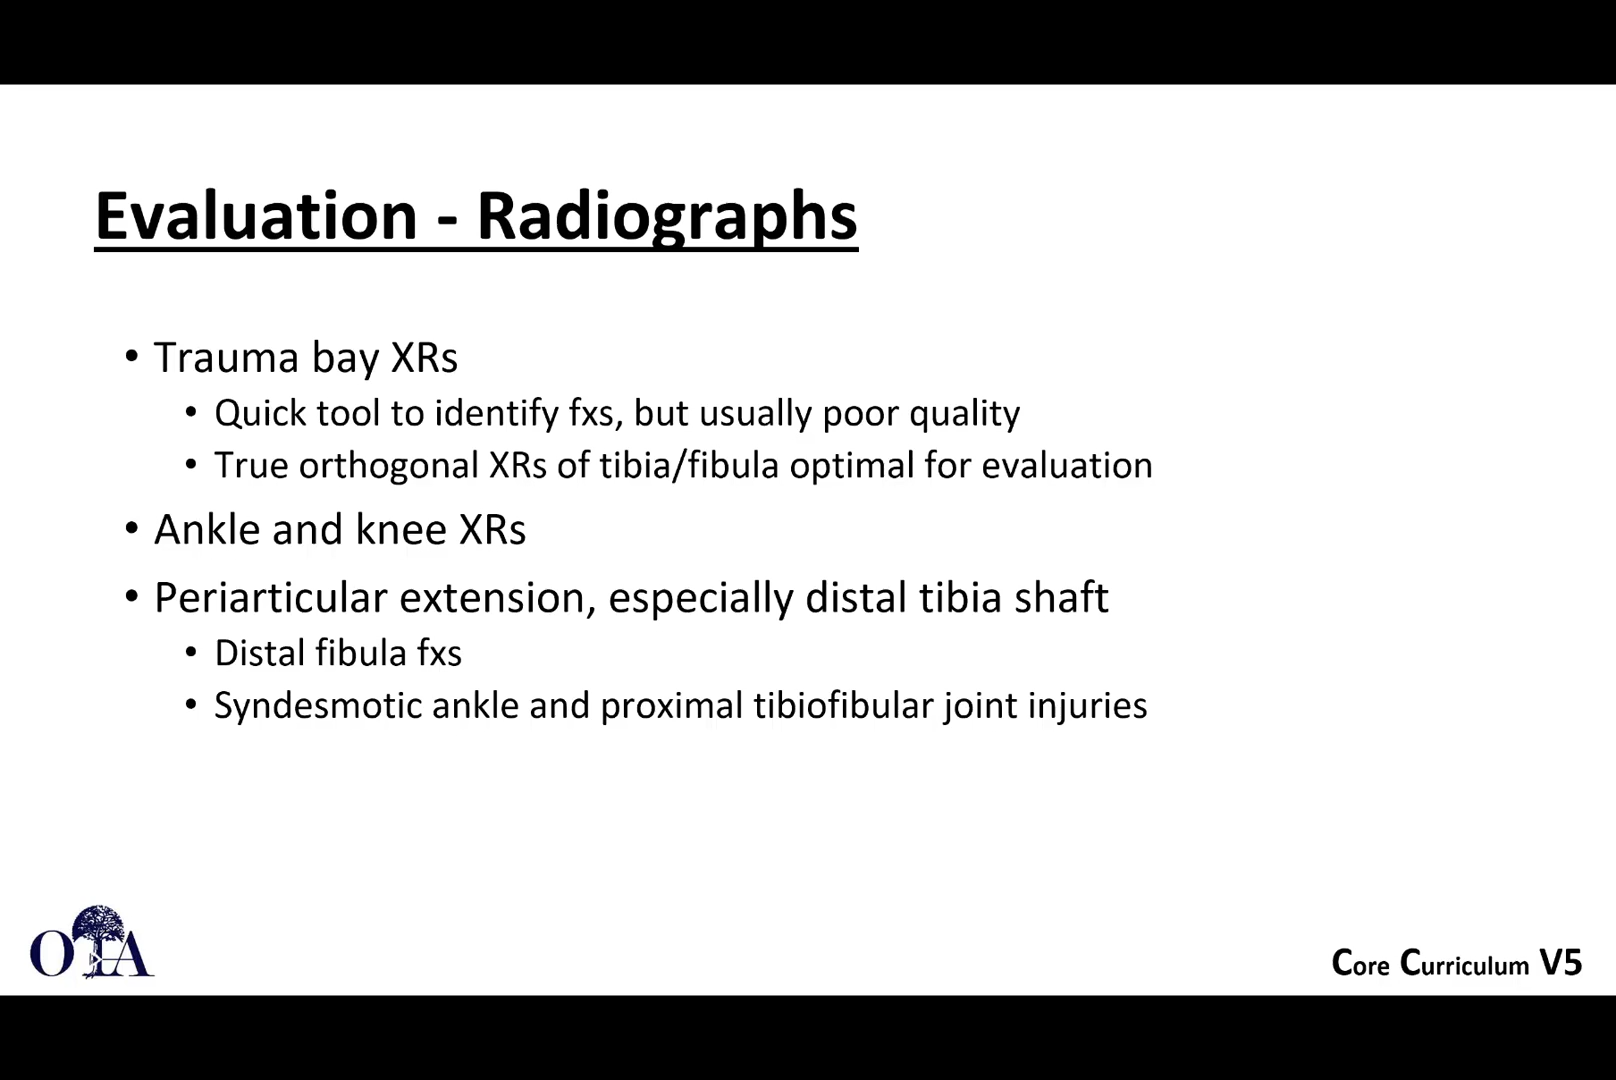 Evaluation - Radiographs
• Trauma bay XRs
• Quick tool to identify fxs, but usually poor quality
• True orthogonal XRs of tibia/fibula optimal for evaluation
• Ankle and knee XRs
• Periarticular extension, especially distal tibia shaft
• Distal fibula fxs
• Syndesmotic ankle and proximal tibiofibular joint injuries
OTA
Core Curriculum V5